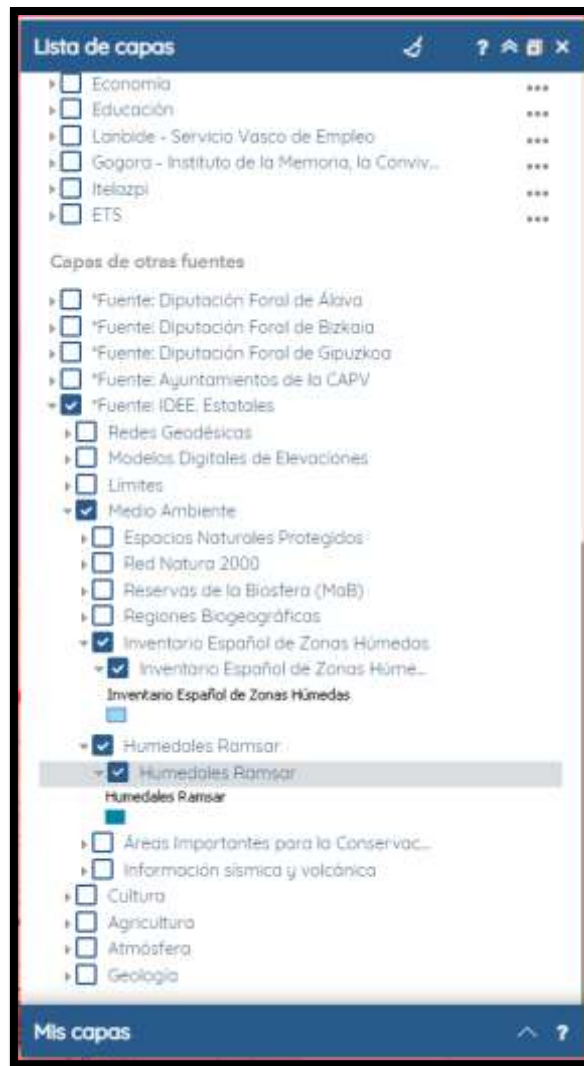 Lista de capas ?
Economía
Educación
Lanbide - Servicio Vasco de Empleo
Gogora - Instituto de la Memoria, la Conviv...
Itelazpi
ETS
Capas de otras fuentes
*Fuente: Diputación Foral de Álava
*Fuente: Diputación Foral de Bizkaia
*Fuente: Diputación Foral de Gipuzkoa
*Fuente: Ayuntamientos de la CAPV
*Fuente: IDEE. Estatales
Redes Geodésicas
Modelos Digitales de Elevaciones
Límites
Medio Ambiente
Espacios Naturales Protegidos
Red Natura 2000
Reservas de la Biosfera (MaB)
Regiones Biogeográficas
Inventario Español de Zonas Húmedas
Inventario Español de Zonas Húme...
Inventario Español de Zonas Húmedas
Humedales Ramsar
Humedales Ramsar
Humedales Ramsar
Áreas Importantes para la Conservac...
Información sísmica y volcánica
Cultura
Agricultura
Atmósfera
Geología
Mis capas ?